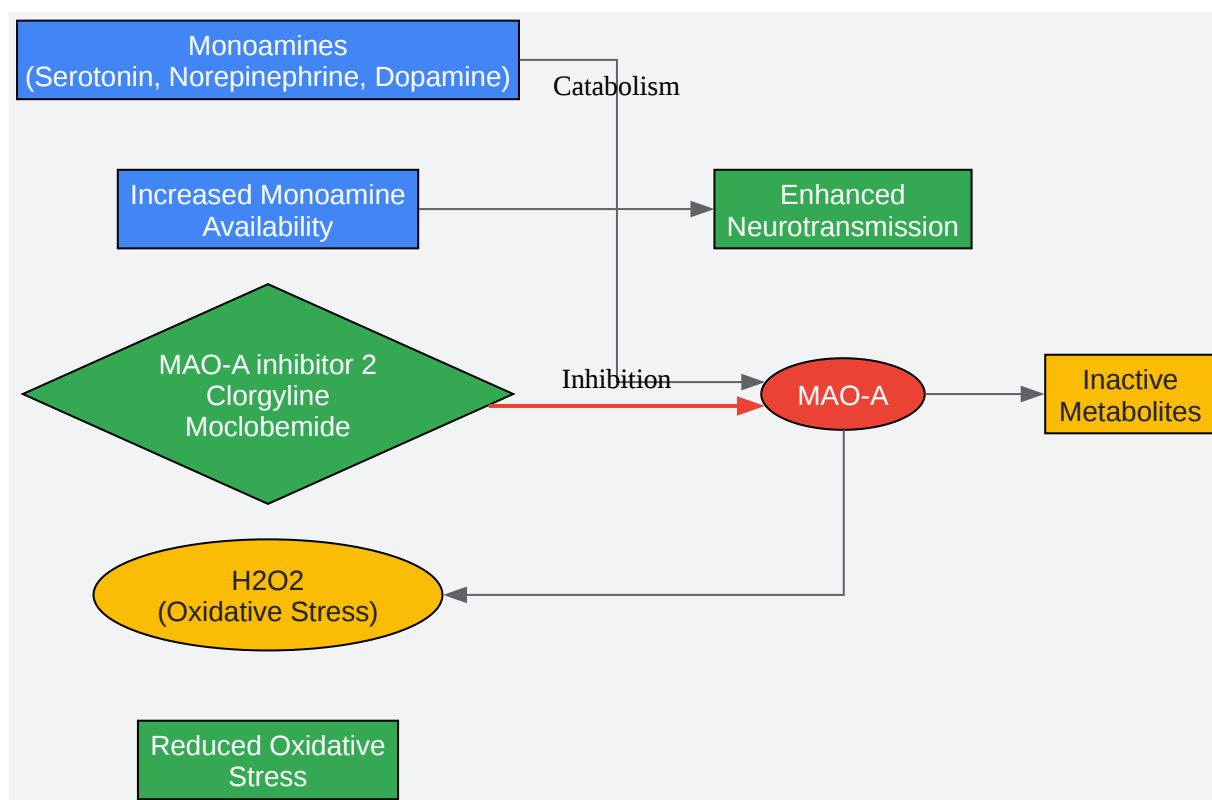 Monoamines
(Serotonin, Norepinephrine, Dopamine)
Catabolism
Increased Monoamine
Availability
Enhanced
Neurotransmission
MAO-A inhibitor 2
Clorgyline
Moclobemide
Inhibition
MAO-A
Inactive
Metabolites
H2O2
(Oxidative Stress)
Reduced Oxidative
Stress